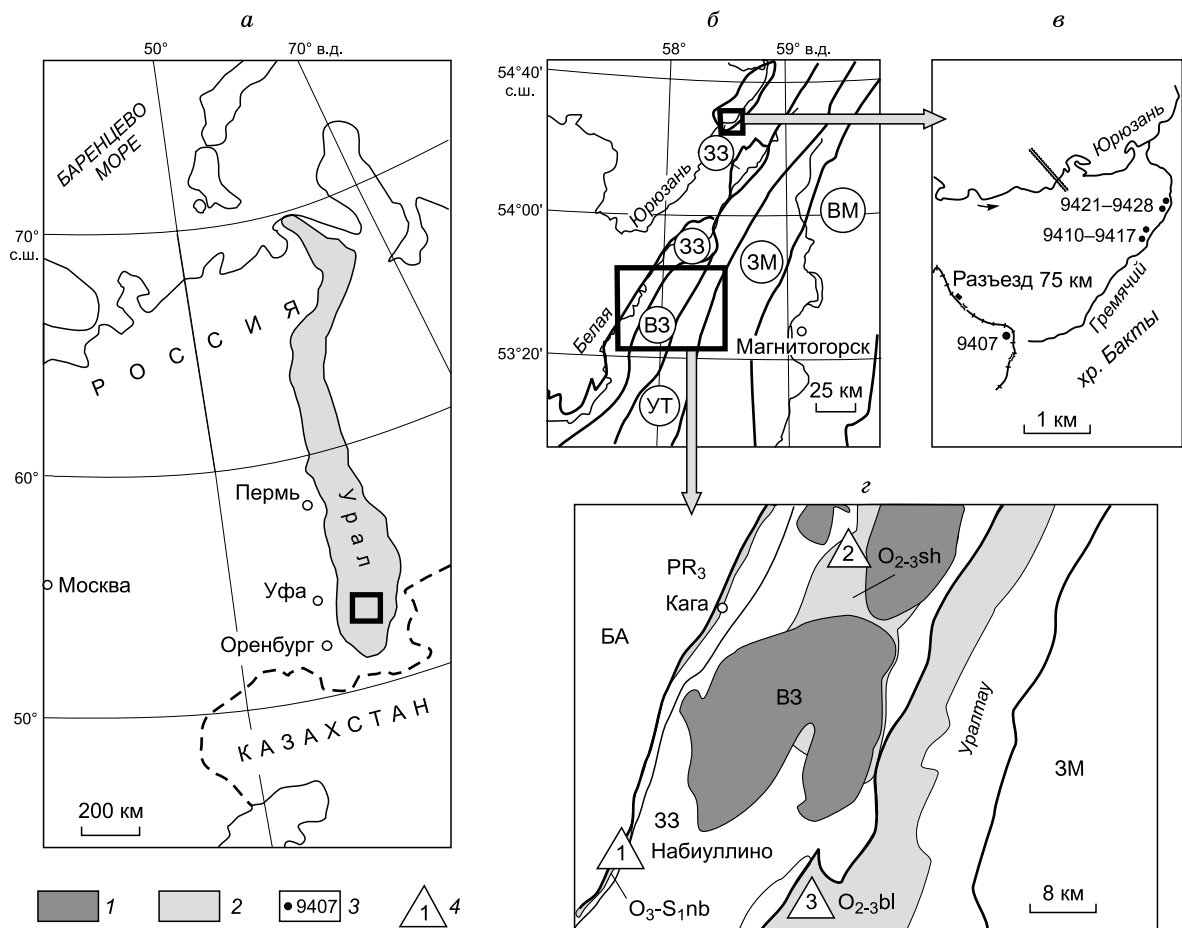 а
50°
70° в.д.
БАРЕНЦЕВО
МОРЕ
70°
с.ш.
РОССИЯ
60°
Пермь
Урал
Москва
Уфа
Оренбург
50°
КАЗАХСТАН
200 км
б
58°
59° в.д.
54°40'
с.ш.
ЗЗ
Юрюзань
ВМ
54°00'
ЗЗ
ЗМ
Белая
ВЗ
Магнитогорск
53°20'
УТ
25 км
в
Юрюзань
9421–9428
9410–9417
Разъезд 75 км
Гремячий
9407
хр. Бакты
1 км
г
2
O2-3sh
PR3
Кага
БА
ВЗ
Уралтау
ЗМ
ЗЗ
1
Набиуллино
O3-S1nb
3
O2-3bl
8 км
1
2
9407
3
1
4